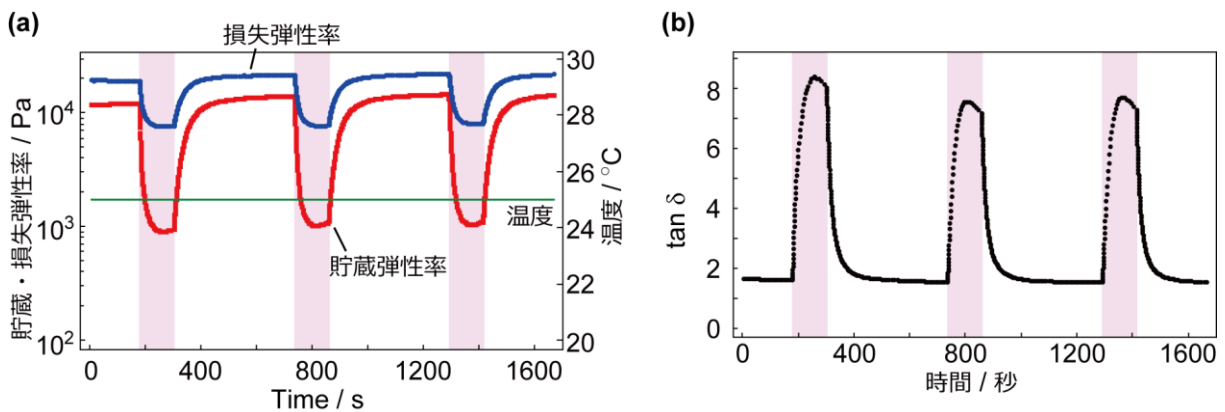 (a)
損失弾性率
貯蔵・損失弾性率 / Pa
10⁴
10³
10²
30
28
26
24
22
20
温度 / °C
温度
貯蔵弾性率
0
400
800
1200
1600
Time / s
(b)
tan δ
8
6
4
2
0
0
400
800
1200
1600
時間 / 秒